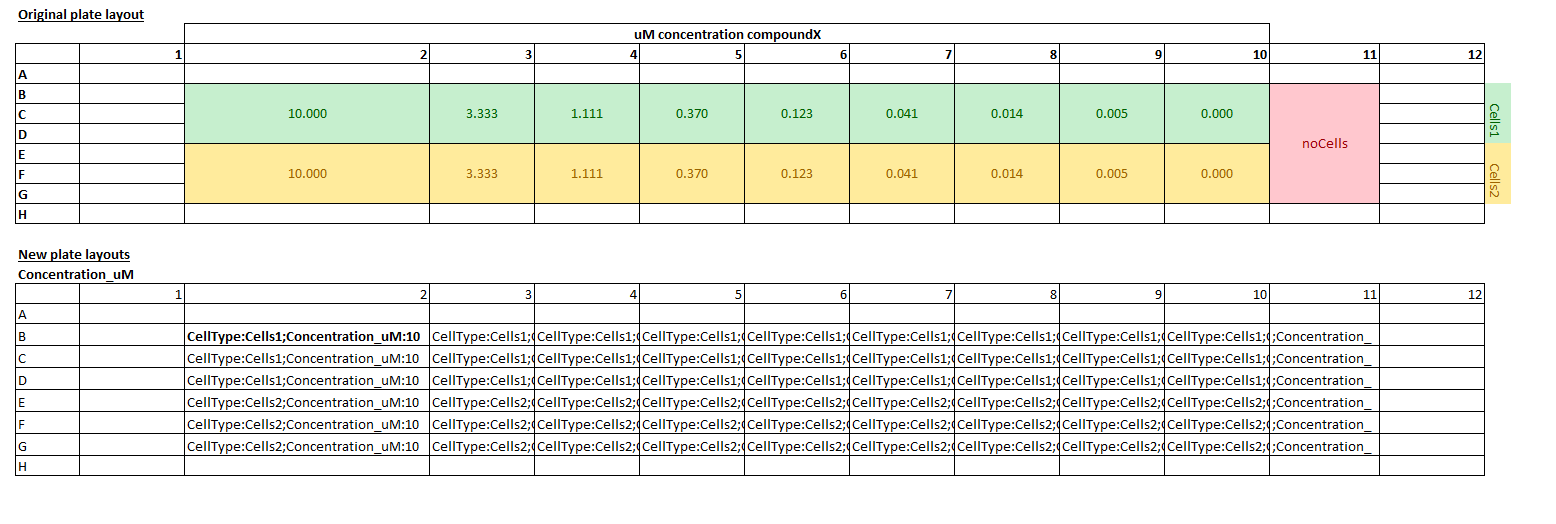 Original plate layout
uM concentration compoundX
1 2 3 4 5 6 7 8 9 10 11 12
A
B
C 10.000 3.333 1.111 0.370 0.123 0.041 0.014 0.005 0.000 Cells1
D
E noCells
F 10.000 3.333 1.111 0.370 0.123 0.041 0.014 0.005 0.000 Cells2
G
H
New plate layouts
Concentration_uM
1 2 3 4 5 6 7 8 9 10 11 12
A
B CellType:Cells1;Concentration_uM:10 CellType:Cells1;C CellType:Cells1;C CellType:Cells1;C CellType:Cells1;C CellType:Cells1;C CellType:Cells1;C CellType:Cells1;C CellType:Cells1;C ;Concentration_
C CellType:Cells1;Concentration_uM:10 CellType:Cells1;C CellType:Cells1;C CellType:Cells1;C CellType:Cells1;C CellType:Cells1;C CellType:Cells1;C CellType:Cells1;C CellType:Cells1;C ;Concentration_
D CellType:Cells1;Concentration_uM:10 CellType:Cells1;C CellType:Cells1;C CellType:Cells1;C CellType:Cells1;C CellType:Cells1;C CellType:Cells1;C CellType:Cells1;C CellType:Cells1;C ;Concentration_
E CellType:Cells2;Concentration_uM:10 CellType:Cells2;C CellType:Cells2;C CellType:Cells2;C CellType:Cells2;C CellType:Cells2;C CellType:Cells2;C CellType:Cells2;C CellType:Cells2;C ;Concentration_
F CellType:Cells2;Concentration_uM:10 CellType:Cells2;C CellType:Cells2;C CellType:Cells2;C CellType:Cells2;C CellType:Cells2;C CellType:Cells2;C CellType:Cells2;C CellType:Cells2;C ;Concentration_
G CellType:Cells2;Concentration_uM:10 CellType:Cells2;C CellType:Cells2;C CellType:Cells2;C CellType:Cells2;C CellType:Cells2;C CellType:Cells2;C CellType:Cells2;C CellType:Cells2;C ;Concentration_
H